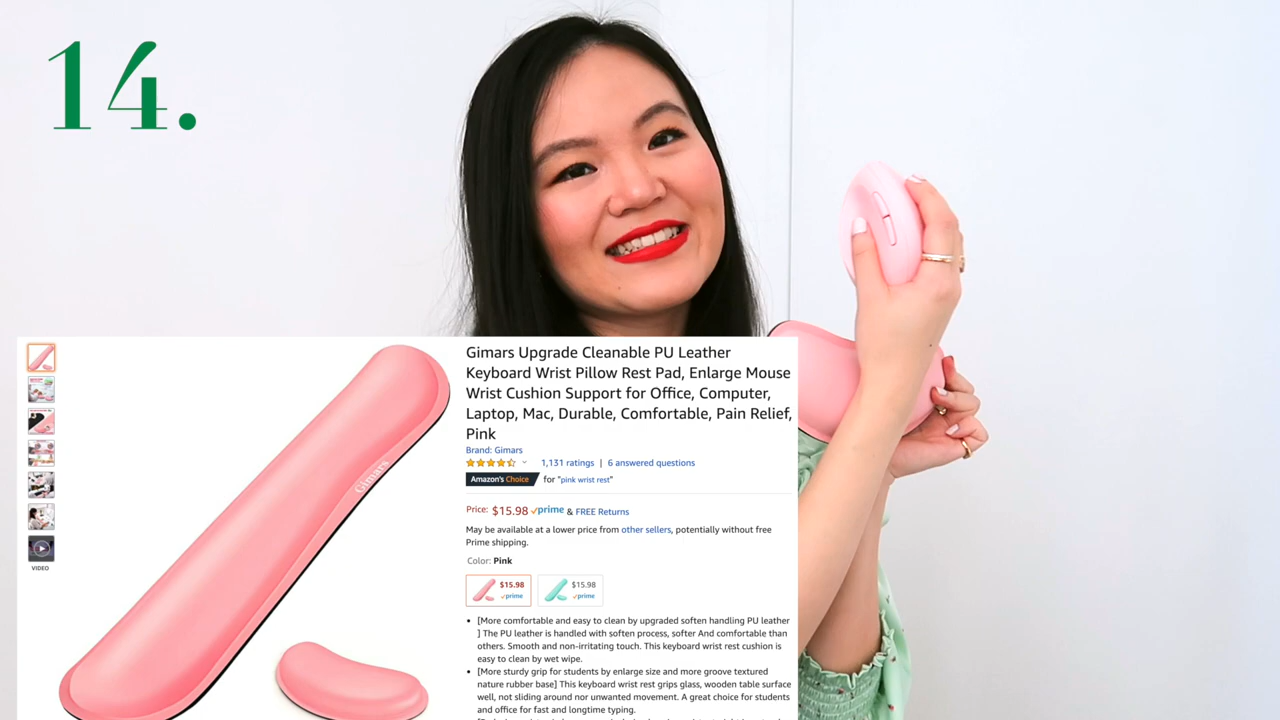 14.
Gimars Upgrade Cleanable PU Leather
Keyboard Wrist Pillow Rest Pad, Enlarge Mouse
Wrist Cushion Support for Office, Computer,
Laptop, Mac, Durable, Comfortable, Pain Relief,
Pink
Brand: Gimars
1,131 ratings | 6 answered questions
Amazon's Choice for "pink wrist rest"
Price: $15.98 prime & FREE Returns
May be available at a lower price from other sellers, potentially without free
Prime shipping.
Color: Pink
$15.98 prime
$15.98 prime
[More comfortable and easy to clean by upgraded soften handling PU leather
] The PU leather is handled with soften process, softer And comfortable than
others. Smooth and non-irritating touch. This keyboard wrist rest cushion is
easy to clean by wet wipe.
[More sturdy grip for students by enlarge size and more groove textured
nature rubber base] This keyboard wrist rest grips glass, wooden table surface
well, not sliding around nor unwanted movement. A great choice for students
and office for fast and longtime typing.
Gimars
VIDEO